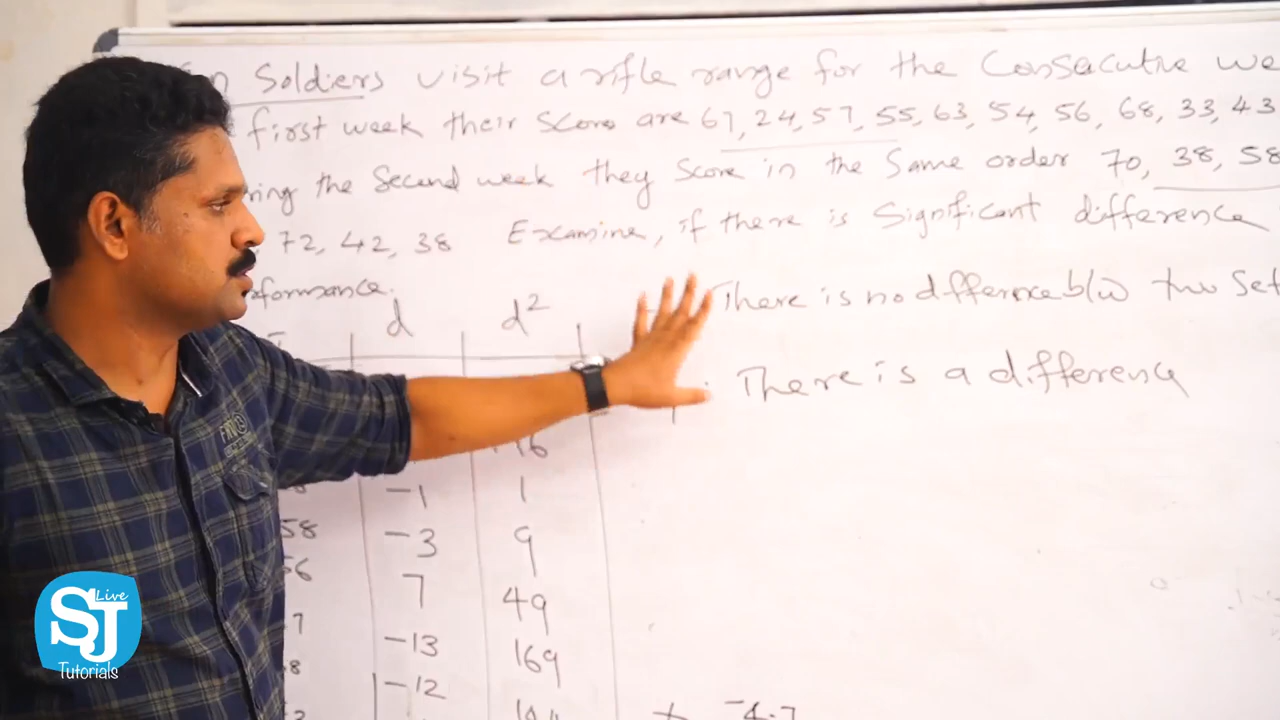 Soldiers visit a rifle range for the Consecutive We
first week their Score are 67, 24, 57, 55, 63, 54, 56, 68, 33, 43
the Second week they Score in the Same order 70, 38, 58
72, 42, 38 Examine, if there is Significant difference
There is no difference b/w two Set
d d2
There is a difference
16
-1 1
58 -3 9
7 49
-13 169
-12
-4.7
FRVO
SJ Live
Tutorials